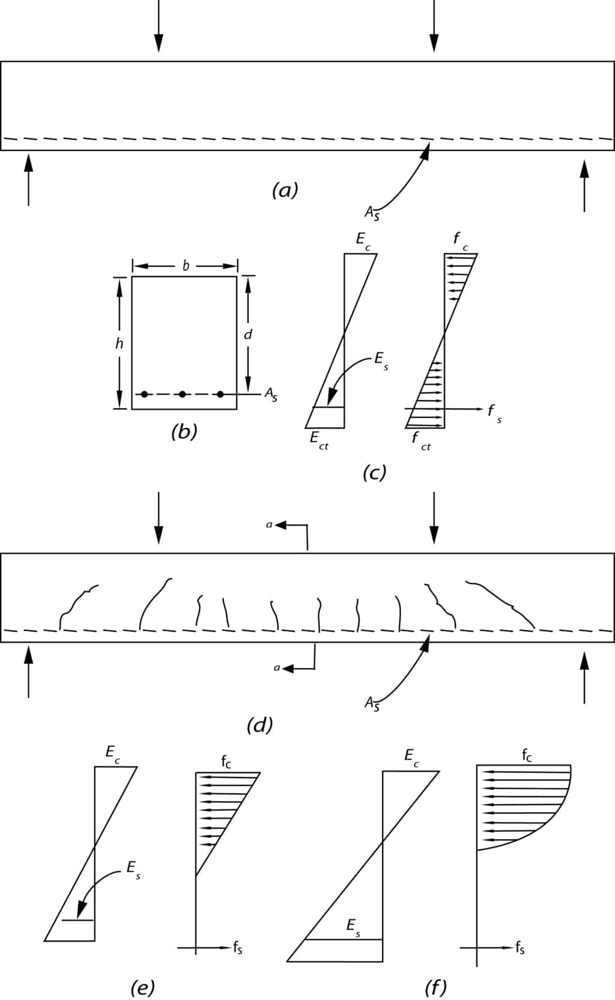 (a)
As
b
h
d
As
(b)
Ec
fc
Es
fs
Ect
fct
(c)
a
a
As
(d)
Ec
fc
Es
fs
(e)
Ec
fc
Es
fs
(f)